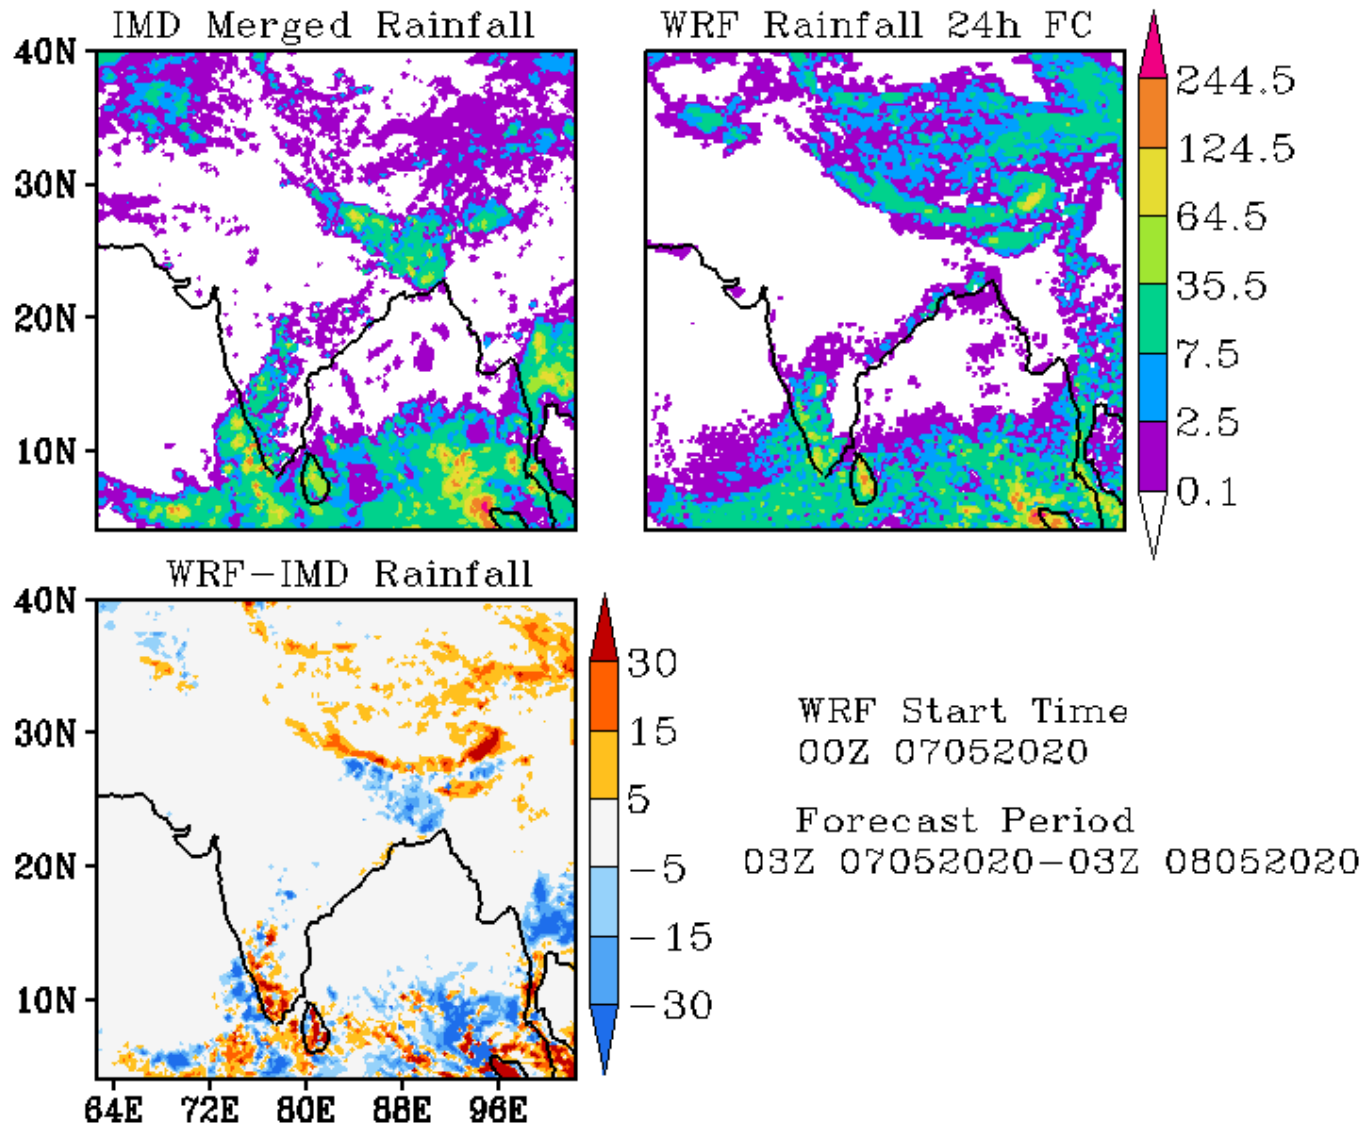 IMD Merged Rainfall
WRF Rainfall 24h FC
40N
30N
20N
10N
244.5
124.5
64.5
35.5
7.5
2.5
0.1
WRF-IMD Rainfall
40N
30N
20N
10N
64E 72E 80E 88E 96E
30
15
5
-5
-15
-30
WRF Start Time
00Z 07052020
Forecast Period
03Z 07052020-03Z 08052020